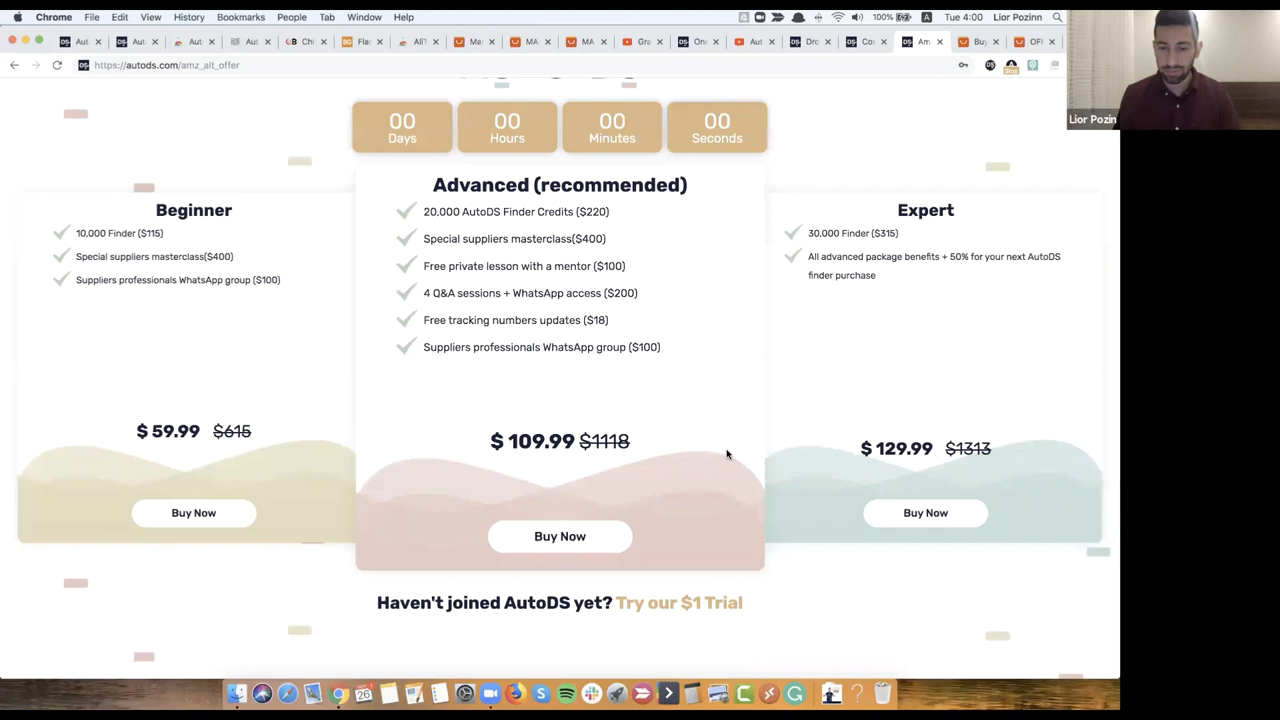 Chrome File Edit View History Bookmarks People Tab Window Help
100% A Tue 4:00 Lior Pozinn
https://autods.com/amz_alt_offer
Lior Pozin
00 Days
00 Hours
00 Minutes
00 Seconds
Beginner
10,000 Finder ($115)
Special suppliers masterclass($400)
Suppliers professionals WhatsApp group ($100)
$ 59.99 $615
Buy Now
Advanced (recommended)
20,000 AutoDS Finder Credits ($220)
Special suppliers masterclass($400)
Free private lesson with a mentor ($100)
4 Q&A sessions + WhatsApp access ($200)
Free tracking numbers updates ($18)
Suppliers professionals WhatsApp group ($100)
$ 109.99 $1118
Buy Now
Expert
30,000 Finder ($315)
All advanced package benefits + 50% for your next AutoDS
finder purchase
$ 129.99 $1313
Buy Now
Haven't joined AutoDS yet? Try our $1 Trial